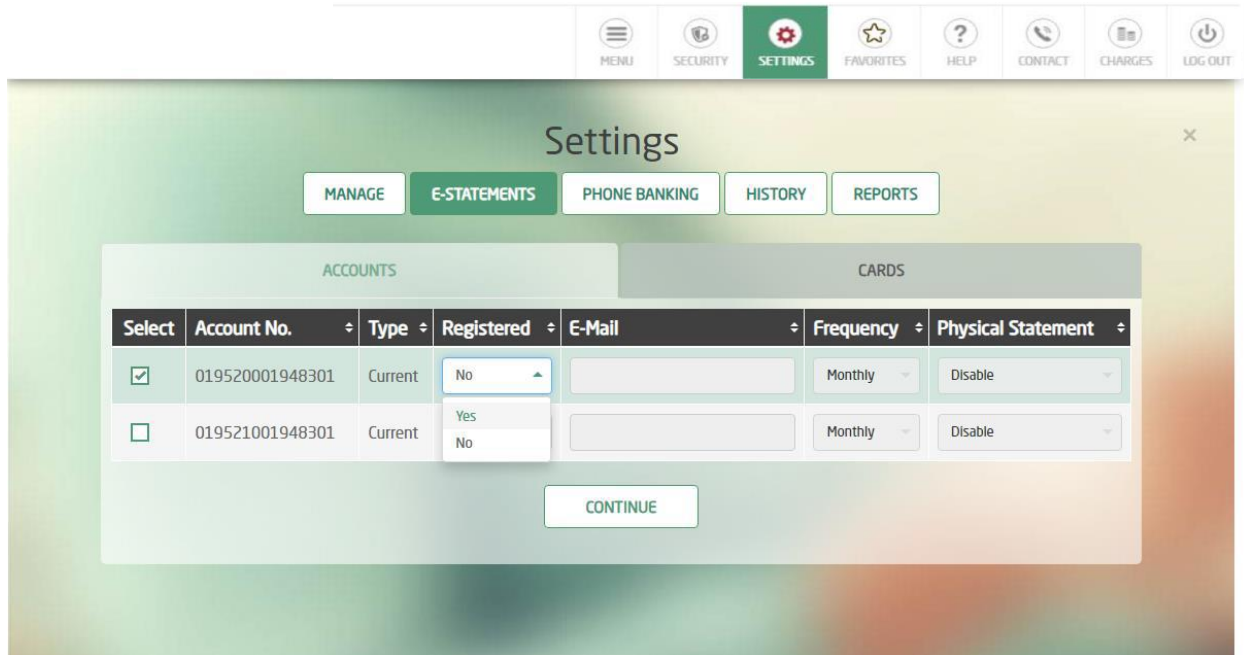 MENU SECURITY SETTINGS FAVORITES HELP CONTACT CHARGES LOG OUT
Settings
MANAGE E-STATEMENTS PHONE BANKING HISTORY REPORTS
ACCOUNTS CARDS
Select Account No. Type Registered E-Mail Frequency Physical Statement
019520001948301 Current No Monthly Disable
Yes
019521001948301 Current Monthly Disable
No
CONTINUE